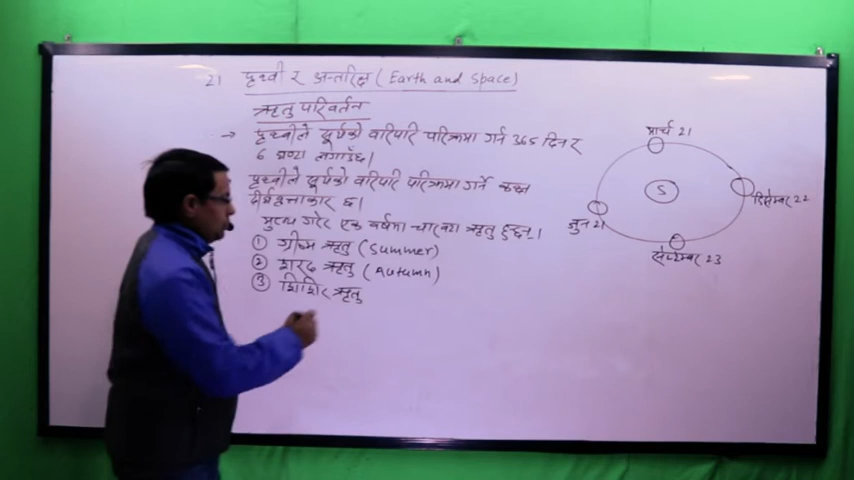 21 पृथ्वी र अन्तरिक्ष (Earth and Space)
ऋतु परिवर्तन
→ पृथ्वीले सूर्यको वरिपरि परिक्रमा गर्न 365 दिन र
6 घण्टा लगाउँछ।
पृथ्वीले सूर्यको वरिपरि परिक्रमा गर्ने कक्ष
दीर्घवृत्ताकार छ।
मुख्य गरेर एक वर्षमा चारवटा ऋतु हुन्छन्।
① ग्रीष्म ऋतु (Summer)
② शरद ऋतु (Autumn)
③ शिशिर ऋतु
मार्च 21
S
डिसेम्बर 22
जुन 21
सेप्टेम्बर 23